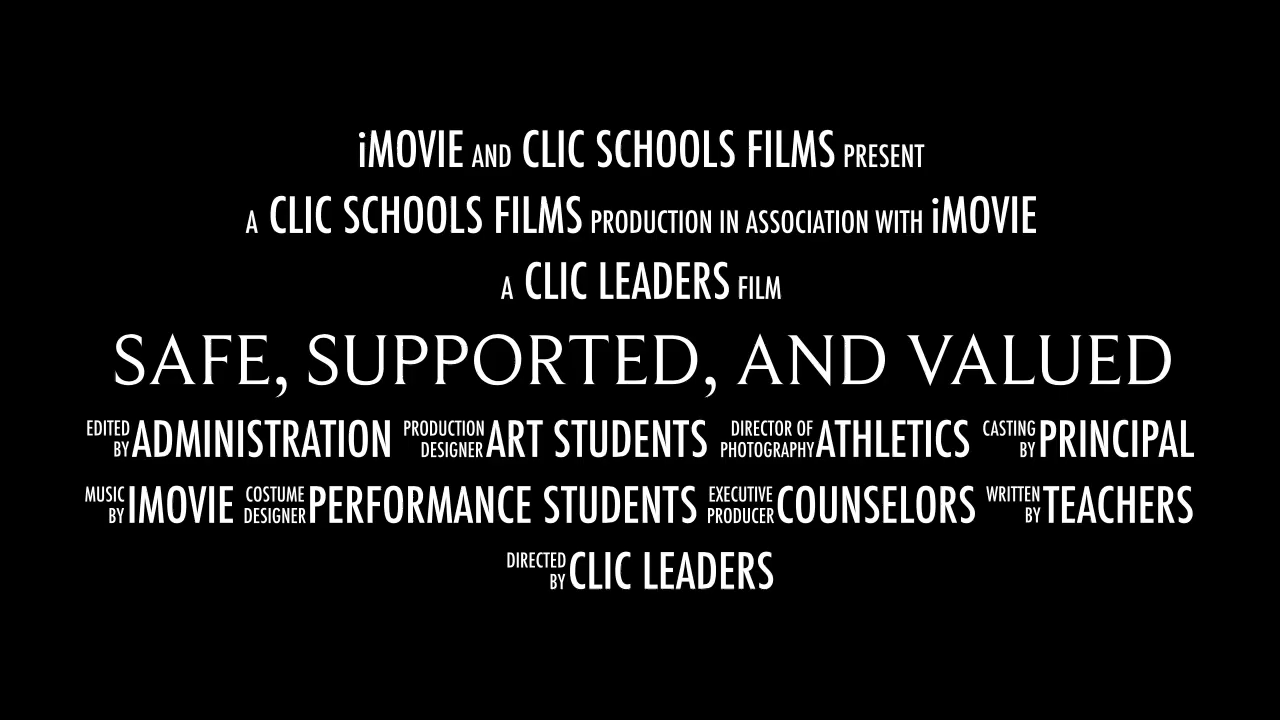 iMOVIE AND CLIC SCHOOLS FILMS PRESENT
A CLIC SCHOOLS FILMS PRODUCTION IN ASSOCIATION WITH iMOVIE
A CLIC LEADERS FILM
SAFE, SUPPORTED, AND VALUED
EDITED BY ADMINISTRATION PRODUCTION DESIGNER ART STUDENTS DIRECTOR OF PHOTOGRAPHY ATHLETICS CASTING BY PRINCIPAL
MUSIC BY IMOVIE COSTUME DESIGNER PERFORMANCE STUDENTS EXECUTIVE PRODUCER COUNSELORS WRITTEN BY TEACHERS
DIRECTED BY CLIC LEADERS